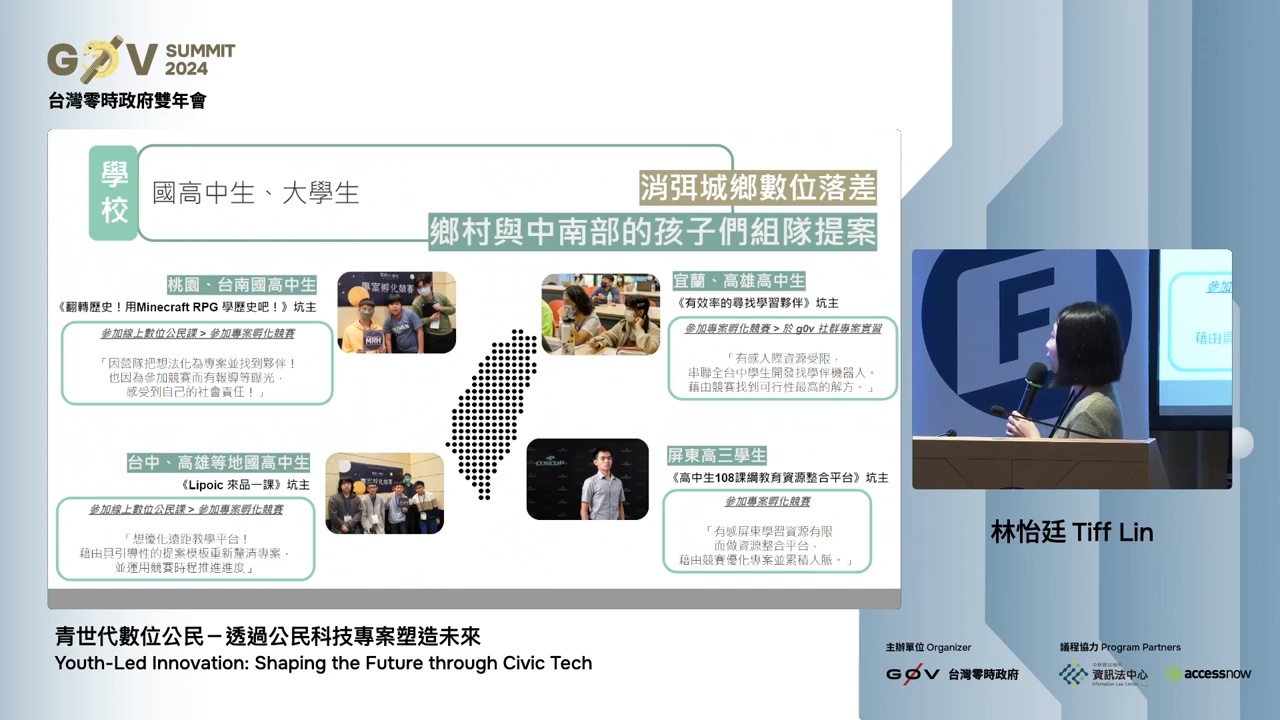 G0V SUMMIT 2024
台灣零時政府雙年會
學校
國高中生、大學生
消弭城鄉數位落差
鄉村與中南部的孩子們組隊提案
桃園、台南國高中生
《翻轉歷史！用Minecraft RPG 學歷史吧！》坑主
參加線上數位公民課 > 參加專案孵化競賽
「因營隊把想法化為專案並找到夥伴！
也因為參加競賽而有報導等曝光，
感受到自己的社會責任！」
宜蘭、高雄高中生
《有效率的尋找學習夥伴》坑主
參加專案孵化競賽 > 於 g0v 社群專案實習
「有感人際資源受限，
串聯全台中學生開發找學伴機器人。
藉由競賽找到可行性最高的解方。」
台中、高雄等地國高中生
《Lipoic 來品一課》坑主
參加線上數位公民課 > 參加專案孵化競賽
「想優化遠距教學平台！
藉由具引導性的提案模板重新釐清專案，
並運用競賽時程推進進度」
屏東高三學生
《高中生108課綱教育資源整合平台》坑主
參加專案孵化競賽
「有感屏東學習資源有限
而做資源整合平台，
藉由競賽優化專案並累積人脈。」
專案孵化競賽
MRH
COSCUP
F
參加
藉由具
林怡廷 Tiff Lin
青世代數位公民－透過公民科技專案塑造未來
Youth-Led Innovation: Shaping the Future through Civic Tech
主辦單位 Organizer
G0V 台灣零時政府
議程協力 Program Partners
資訊法中心
Information Law Center
accessnow